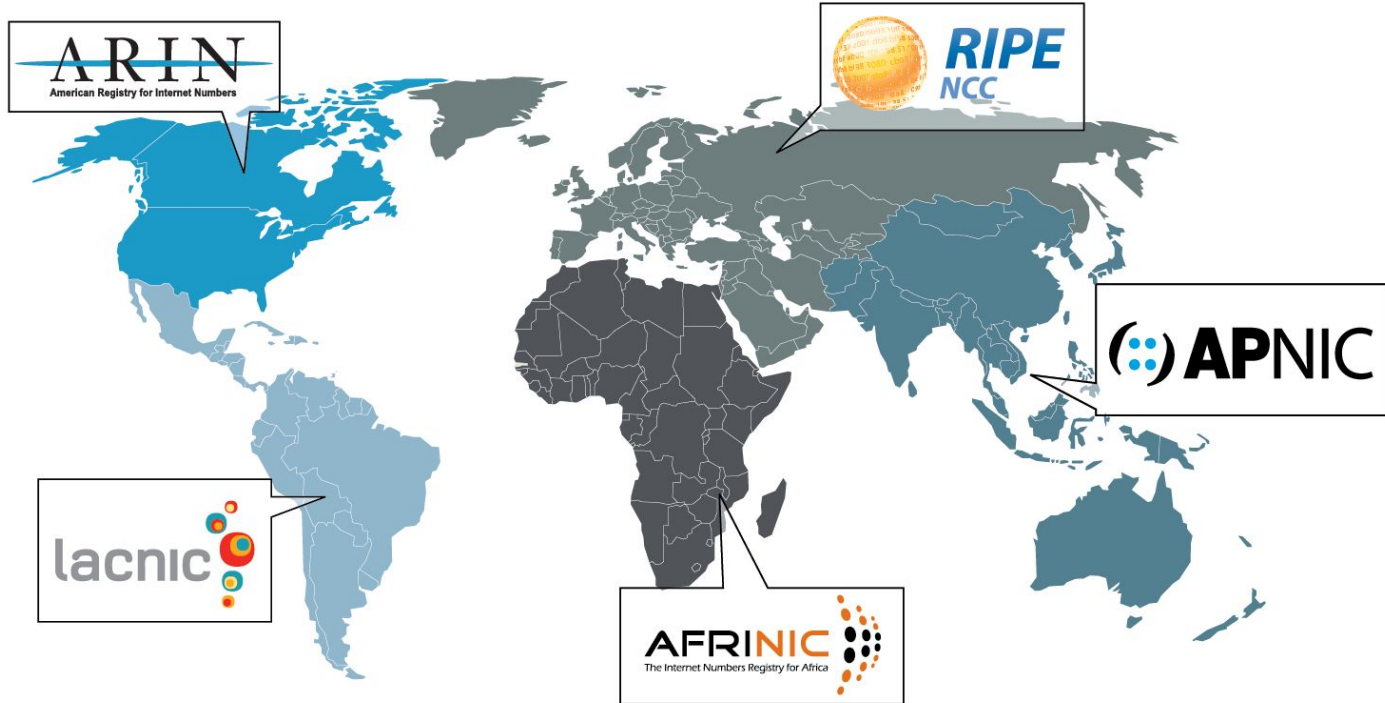 ARIN
American Registry for Internet Numbers
RIPE
NCC
APNIC
lacnic
AFRINIC
The Internet Numbers Registry for Africa